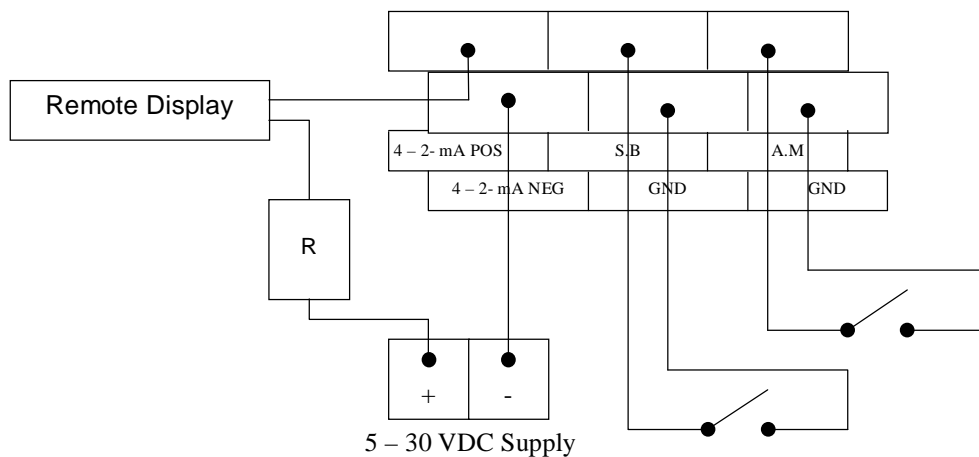 Remote Display
4 – 2- mA POS S.B A.M
4 – 2- mA NEG GND GND
R
+ -
5 – 30 VDC Supply